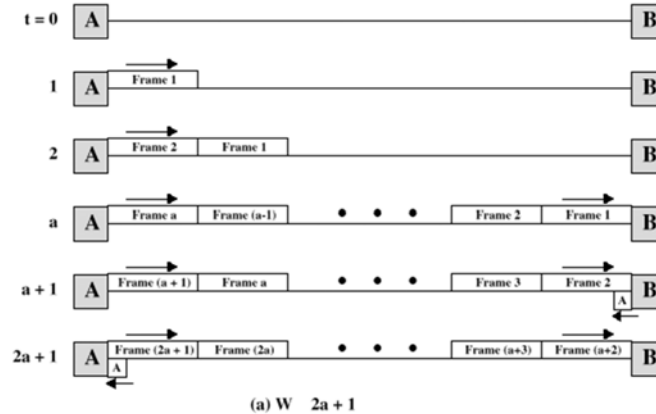 t = 0 A B
1 A Frame 1 B
2 A Frame 2 Frame 1 B
a A Frame a Frame (a-1) • • • Frame 2 Frame 1 B
a + 1 A Frame (a + 1) Frame a • • • Frame 3 Frame 2 A B
2a + 1 A Frame (2a + 1) A Frame (2a) • • • Frame (a+3) Frame (a+2) B
(a) W 2a + 1